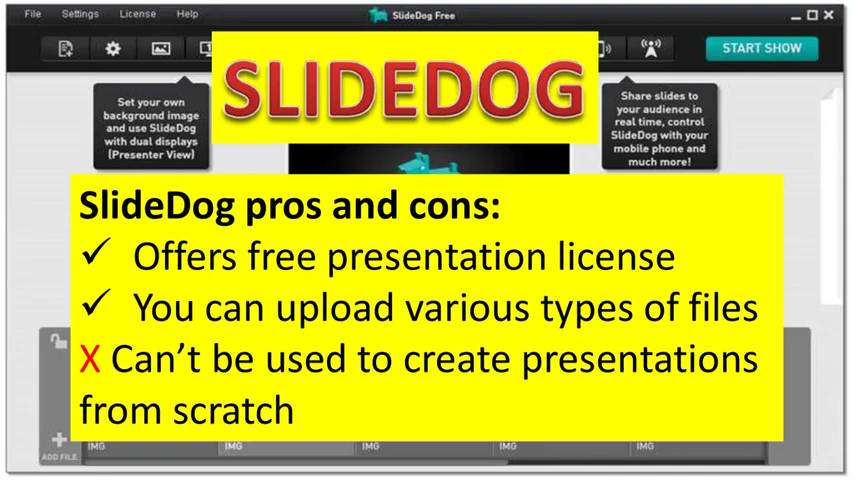 File Settings License Help
SlideDog Free
START SHOW
SLIDEDOG
Set your own
background image
and use SlideDog
with dual displays
(Presenter View)
Share slides to
your audience in
real time, control
SlideDog with your
mobile phone and
much more!
SlideDog pros and cons:
✓ Offers free presentation license
✓ You can upload various types of files
X Can’t be used to create presentations
from scratch
ADD FILE
IMG IMG IMG IMG IMG